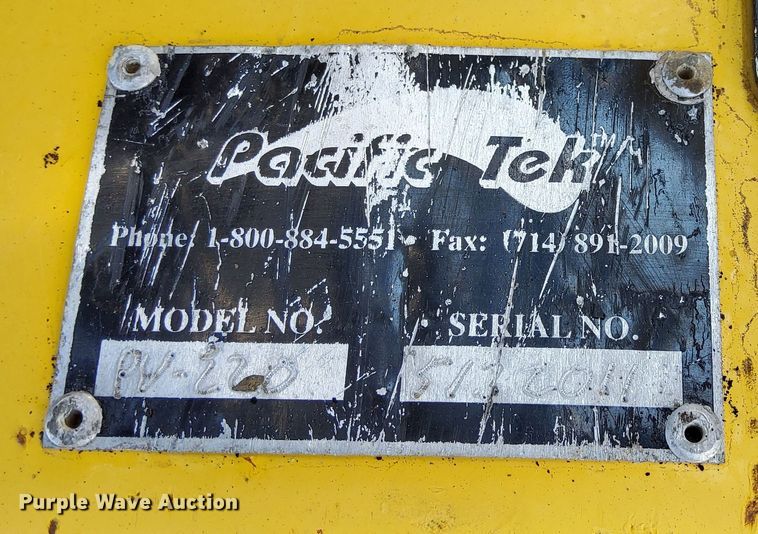 Pacific Tek™
Phone: 1-800-884-5551 • Fax: (714) 891-2009
MODEL NO. SERIAL NO.
PV-220
Purple Wave Auction